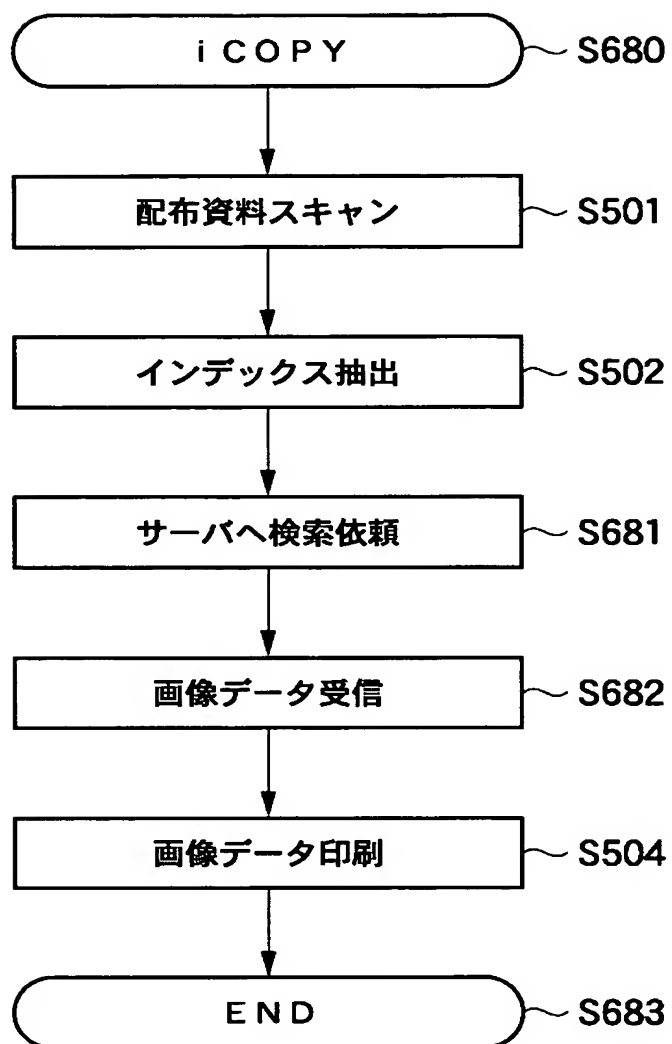 i COPY
S680
配布資料スキャン
S501
インデックス抽出
S502
サーバへ検索依頼
S681
画像データ受信
S682
画像データ印刷
S504
END
S683